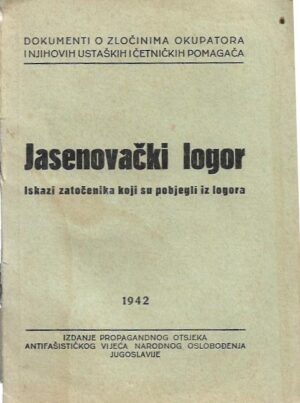 DOKUMENTI O ZLOČINIMA OKUPATORA
I NJIHOVIH USTAŠKIH I ČETNIČKIH POMAGAČA
Jasenovački logor
Iskazi zatočenika koji su pobjegli iz logora
1942
IZDANJE PROPAGANDNOG OTSJEKA
ANTIFAŠISTIČKOG VIJEĆA NARODNOG OSLOBOĐENJA
JUGOSLAVIJE